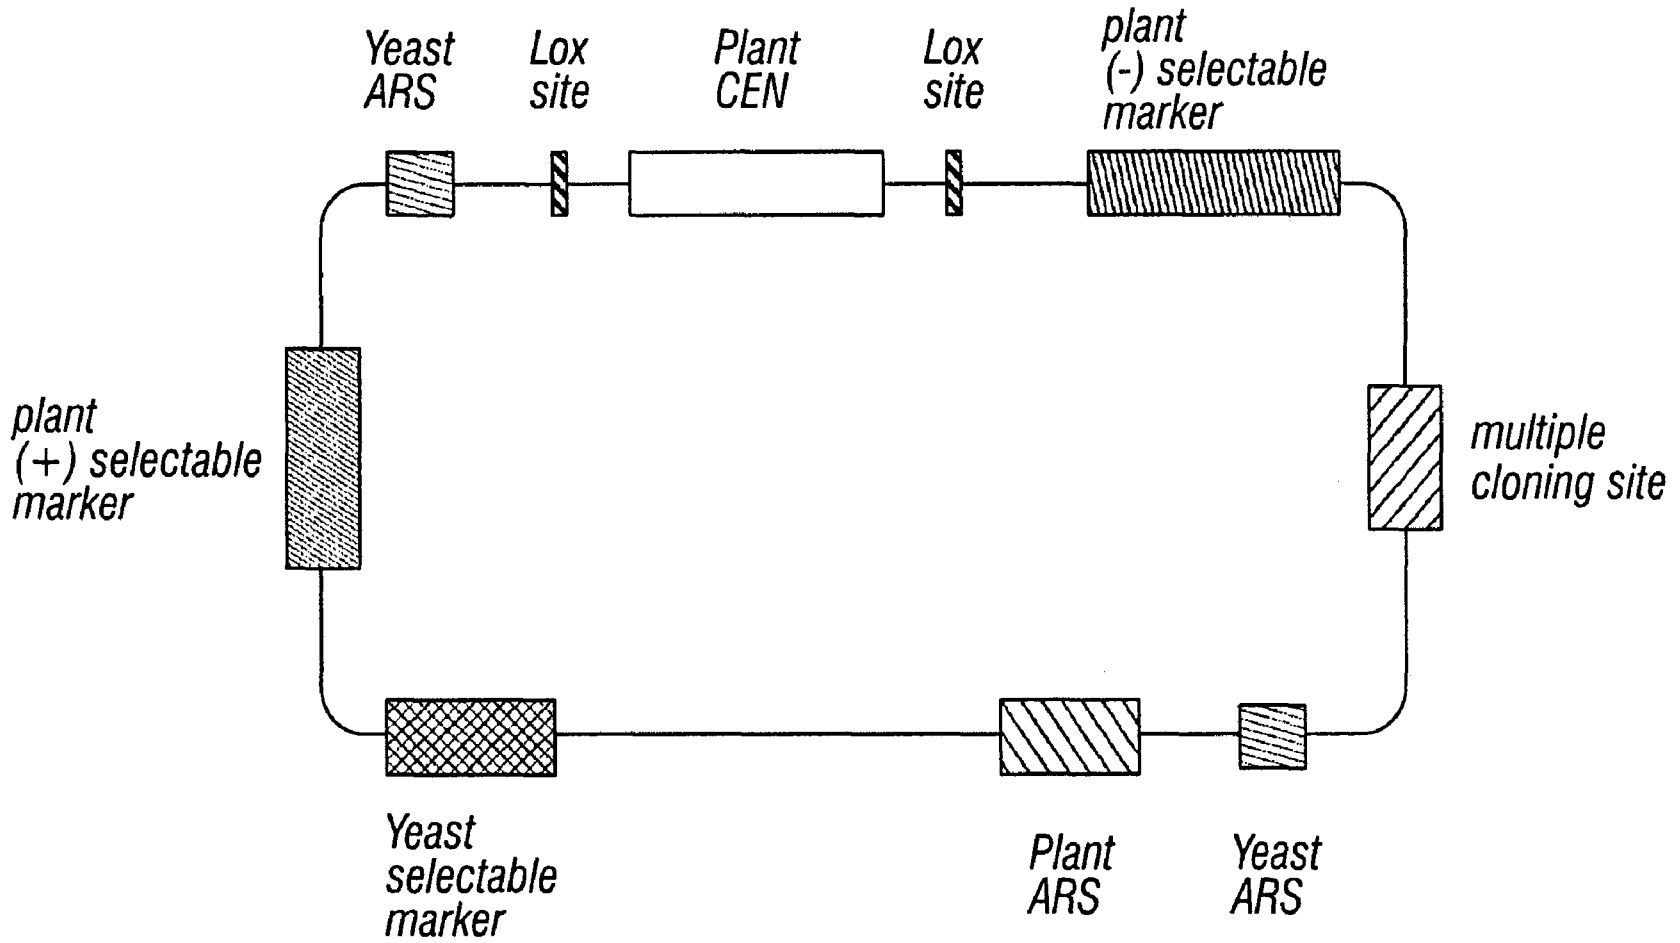 Yeast
ARS
Lox
site
Plant
CEN
Lox
site
plant
(-) selectable
marker
plant
(+) selectable
marker
multiple
cloning site
Yeast
selectable
marker
Plant
ARS
Yeast
ARS